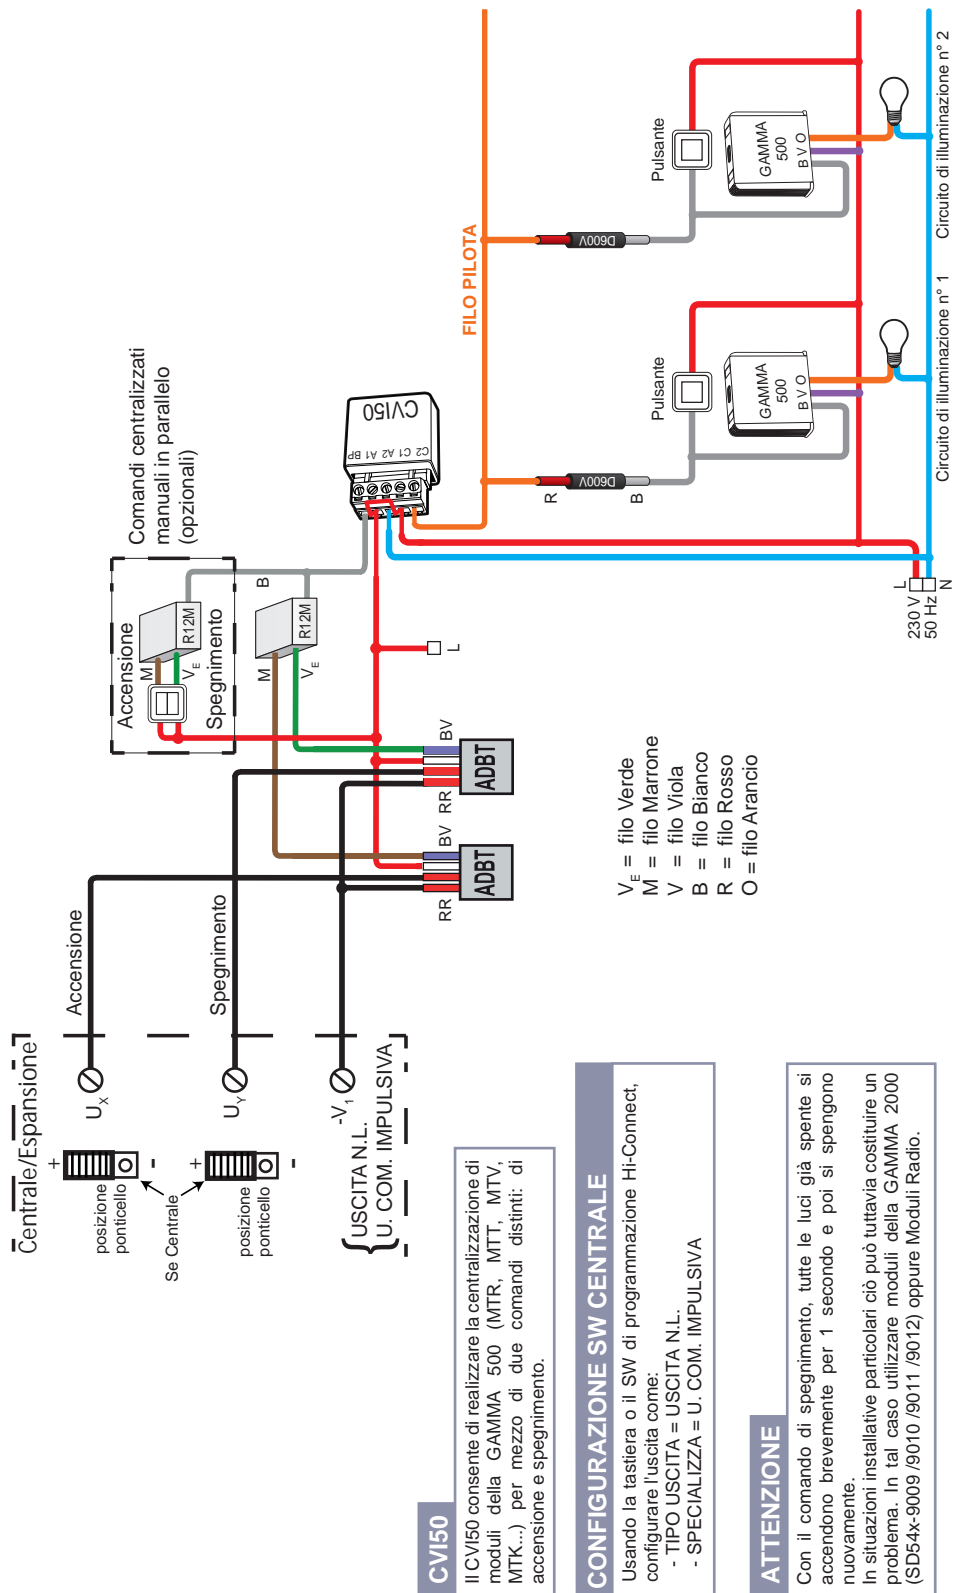 Centrale/Espansione
+
posizione
ponticello
-
Se Centrale
+
posizione
ponticello
-
UX
UY
-V1
USCITA N.L.
U. COM. IMPULSIVA
Accensione
Spegnimento
Comandi centralizzati
manuali in parallelo
(opzionali)
Accensione
M
VE
R12M
Spegnimento
B
M
VE
R12M
RR
BV
ADBT
RR
BV
ADBT
L
CVI50
C2 C1 A2 A1 BP
FILO PILOTA
R
D600V
B
Pulsante
GAMMA
500
B V O
D600V
Pulsante
GAMMA
500
B V O
230 V
50 Hz
L
N
Circuito di illuminazione n° 1
Circuito di illuminazione n° 2
VE = filo Verde
M = filo Marrone
V = filo Viola
B = filo Bianco
R = filo Rosso
O = filo Arancio
CVI50
Il CVI50 consente di realizzare la centralizzazione di
moduli della GAMMA 500 (MTR, MTT, MTV,
MTK...) per mezzo di due comandi distinti: di
accensione e spegnimento.
CONFIGURAZIONE SW CENTRALE
Usando la tastiera o il SW di programmazione Hi-Connect,
configurare l'uscita come:
- TIPO USCITA = USCITA N.L.
- SPECIALIZZA = U. COM. IMPULSIVA
ATTENZIONE
Con il comando di spegnimento, tutte le luci già spente si
accendono brevemente per 1 secondo e poi si spengono
nuovamente.
In situazioni installative particolari ciò può tuttavia costituire un
problema. In tal caso utilizzare moduli della GAMMA 2000
(SD54x-9009 /9010 /9011 /9012) oppure Moduli Radio.